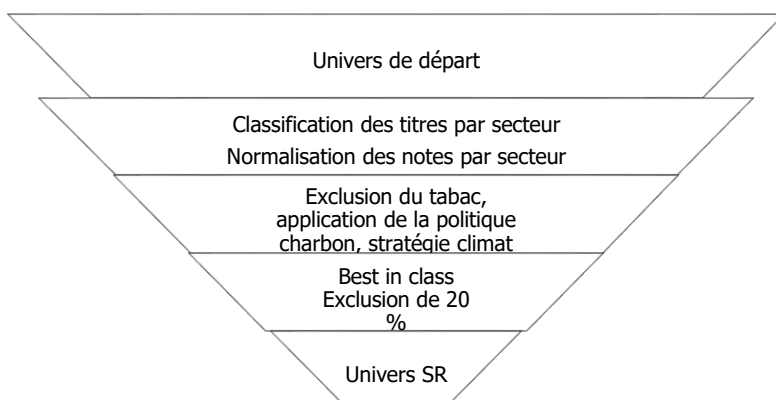 Univers de départ
Classification des titres par secteur
Normalisation des notes par secteur
Exclusion du tabac,
application de la politique
charbon, stratégie climat
Best in class
Exclusion de 20
%
Univers SR